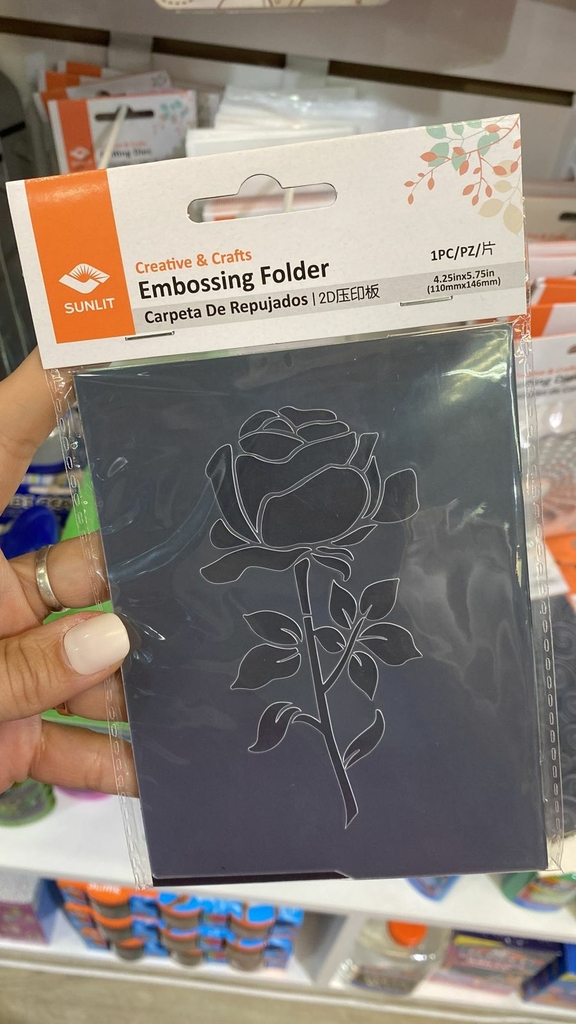 SUNLIT
Creative & Crafts
Embossing Folder
Carpeta De Repujados | 2D压印板
1PC/PZ/片
4.25inx5.75in
(110mmx146mm)
SUNLIT